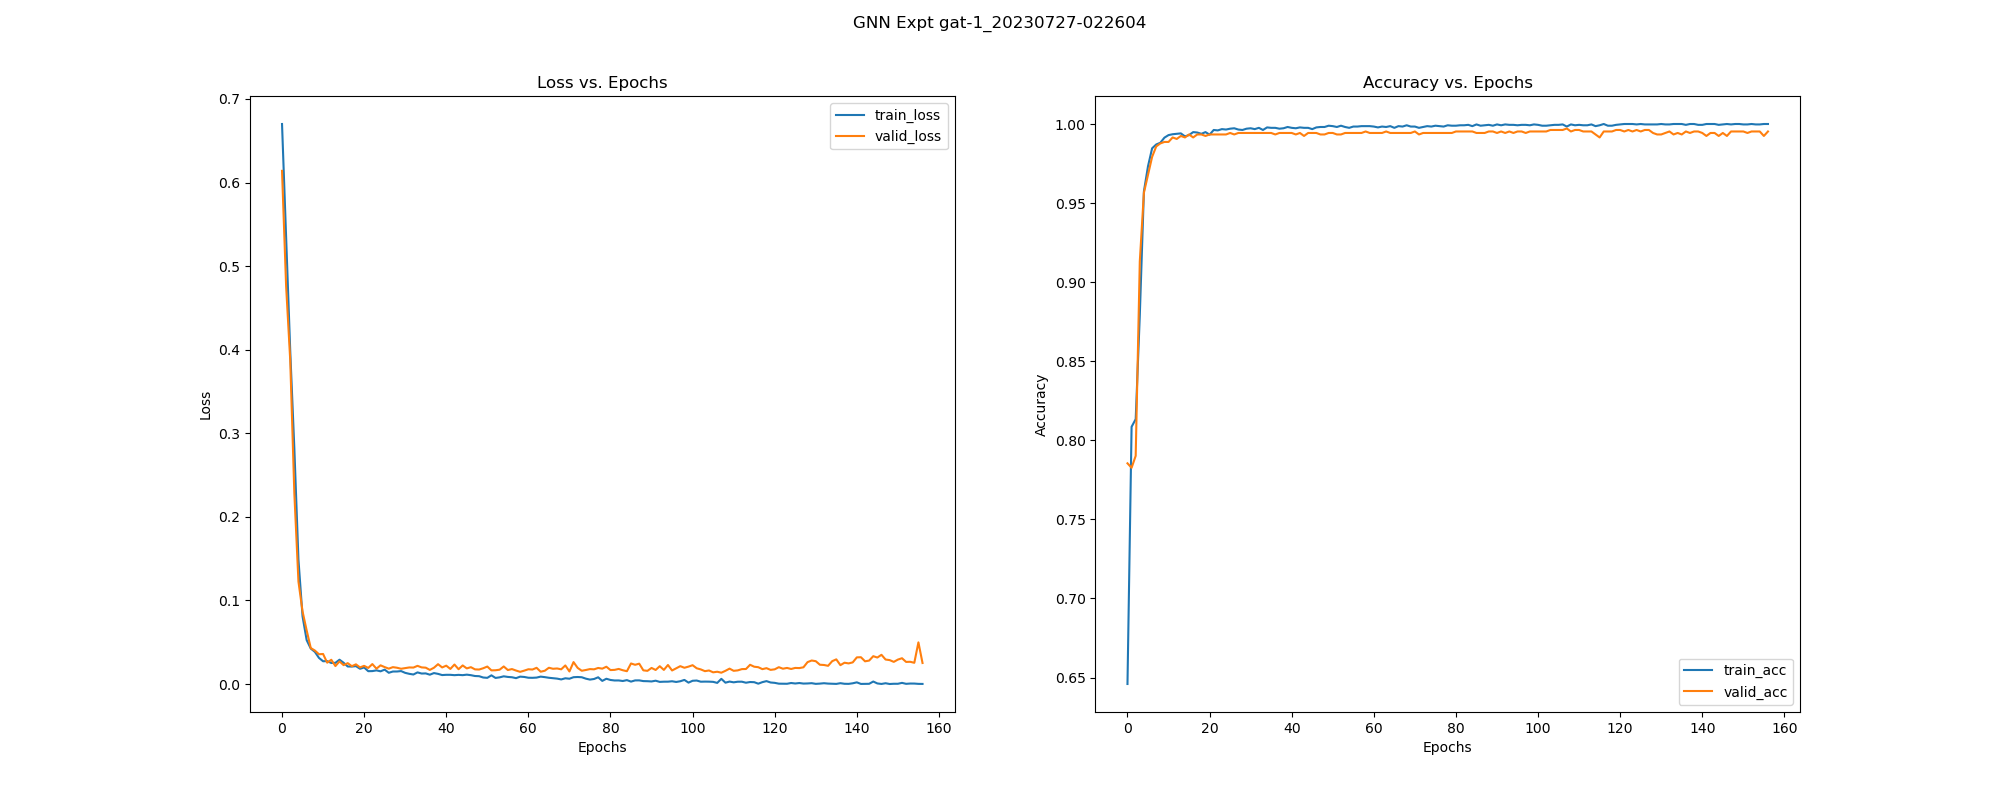 GNN Expt gat-1_20230727-022604
Loss vs. Epochs
0.7
0.6
0.5
0.4
0.3
0.2
0.1
0.0
Loss
train_loss
valid_loss
0 20 40 60 80 100 120 140 160
Epochs
Accuracy vs. Epochs
1.00
0.95
0.90
0.85
0.80
0.75
0.70
0.65
Accuracy
train_acc
valid_acc
0 20 40 60 80 100 120 140 160
Epochs